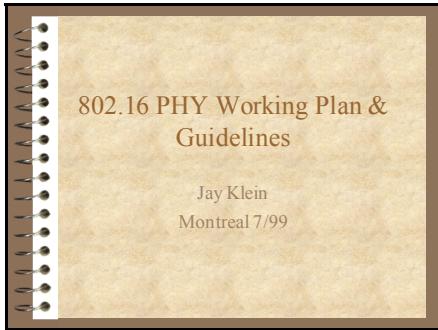 802.16 PHY Working Plan &
Guidelines
Jay Klein
Montreal 7/99